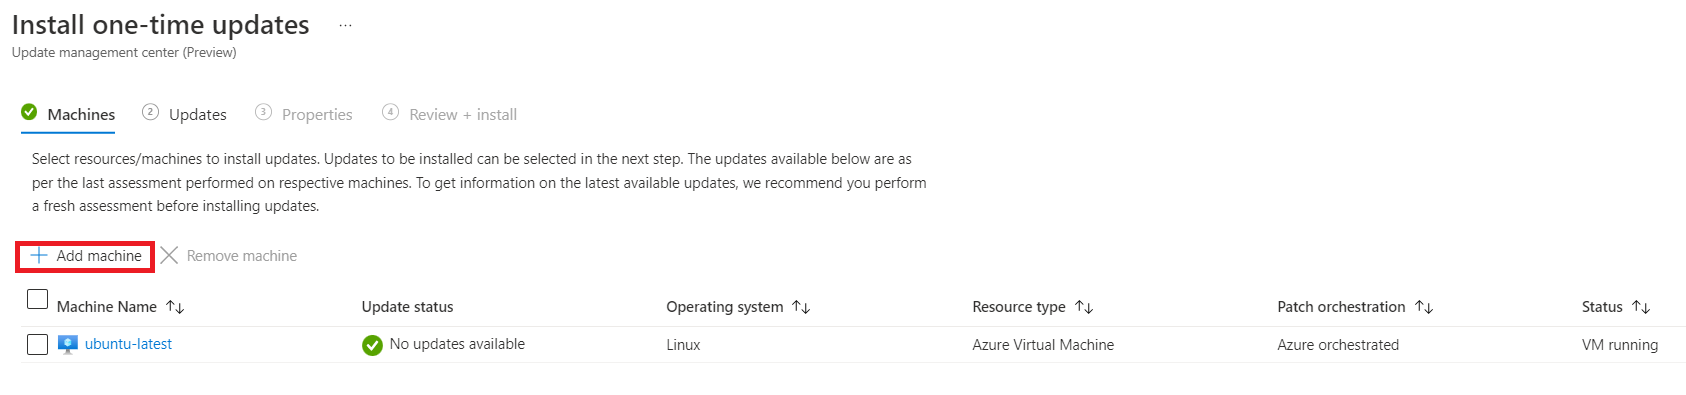 Install one-time updates ...
Update management center (Preview)
Machines 2 Updates 3 Properties 4 Review + install
Select resources/machines to install updates. Updates to be installed can be selected in the next step. The updates available below are as
per the last assessment performed on respective machines. To get information on the latest available updates, we recommend you perform
a fresh assessment before installing updates.
Add machine Remove machine
Machine Name Update status Operating system Resource type Patch orchestration Status
ubuntu-latest No updates available Linux Azure Virtual Machine Azure orchestrated VM running